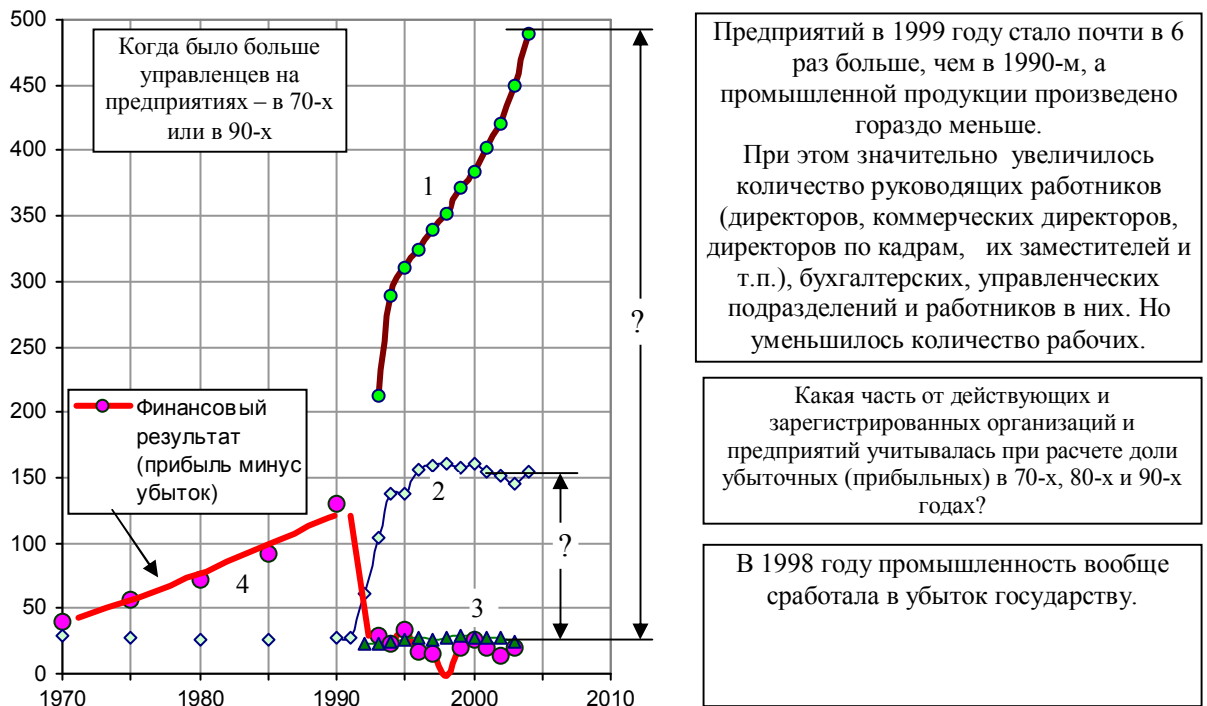 500
450
400
350
300
250
200
150
100
50
0
1970
1980
1990
2000
2010
Когда было больше
управленцев на
предприятиях – в 70-х
или в 90-х
1
2
3
4
?
?
Финансовый
результат
(прибыль минус
убыток)
Предприятий в 1999 году стало почти в 6
раз больше, чем в 1990-м, а
промышленной продукции произведено
гораздо меньше.
При этом значительно увеличилось
количество руководящих работников
(директоров, коммерческих директоров,
директоров по кадрам, их заместителей и
т.п.), бухгалтерских, управленческих
подразделений и работников в них. Но
уменьшилось количество рабочих.
Какая часть от действующих и
зарегистрированных организаций и
предприятий учитывалась при расчете доли
убыточных (прибыльных) в 70-х, 80-х и 90-х
годах?
В 1998 году промышленность вообще
сработала в убыток государству.